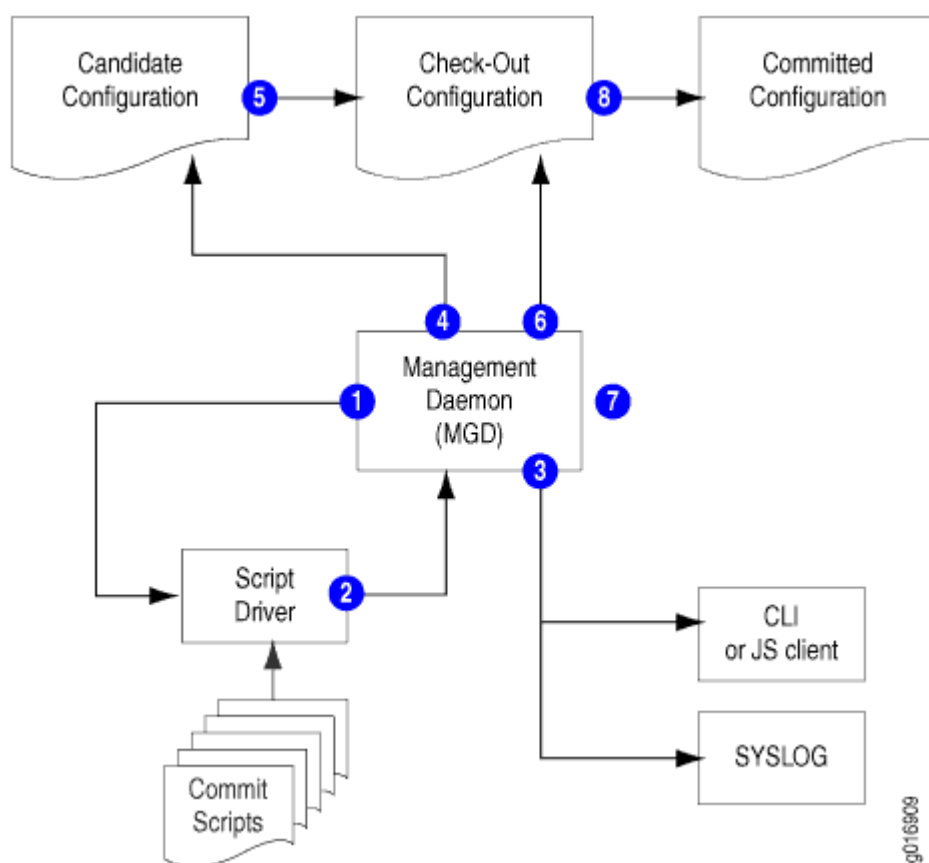 Candidate
Configuration
5
Check-Out
Configuration
8
Committed
Configuration
4
6
Management
Daemon
(MGD)
1
7
3
Script
Driver
2
CLI
or JS client
SYSLOG
Commit
Scripts
g016909